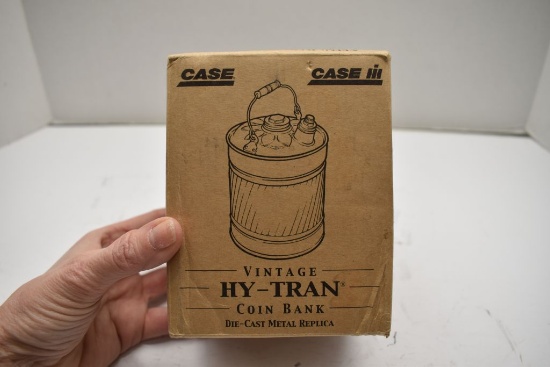 CASE CASE IH
VINTAGE
HY-TRAN®
COIN BANK
DIE-CAST METAL REPLICA